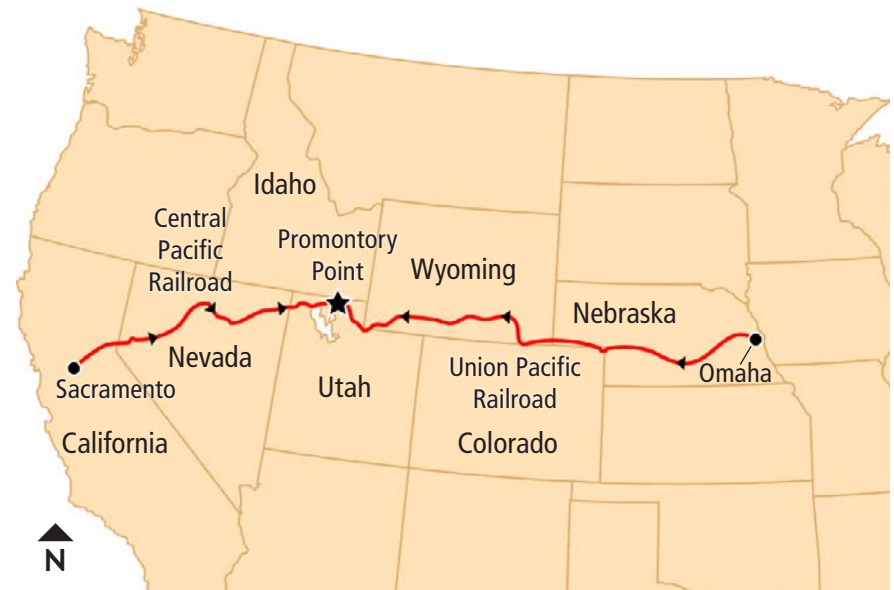 Idaho
Central
Pacific
Railroad
Promontory
Point
Wyoming
Nebraska
Nevada
Sacramento
Utah
Union Pacific
Railroad
Omaha
California
Colorado
N